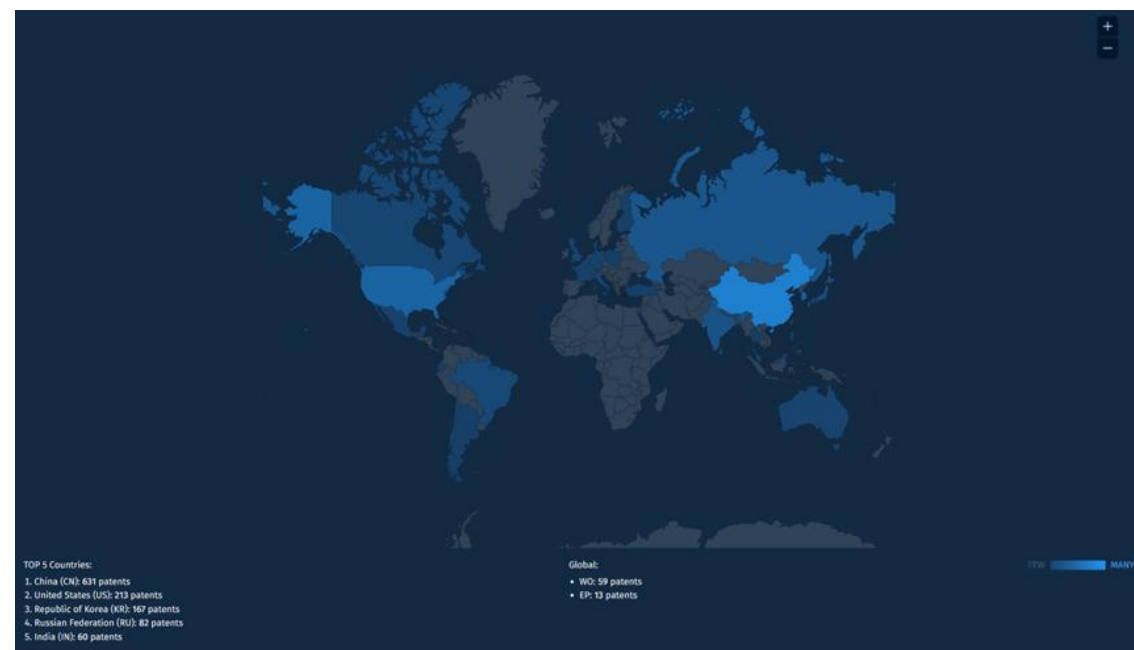 +
−
TOP 5 Countries:
1. China (CN): 631 patents
2. United States (US): 213 patents
3. Republic of Korea (KR): 167 patents
4. Russian Federation (RU): 82 patents
5. India (IN): 60 patents
Global:
• WO: 59 patents
• EP: 13 patents
FEW MANY